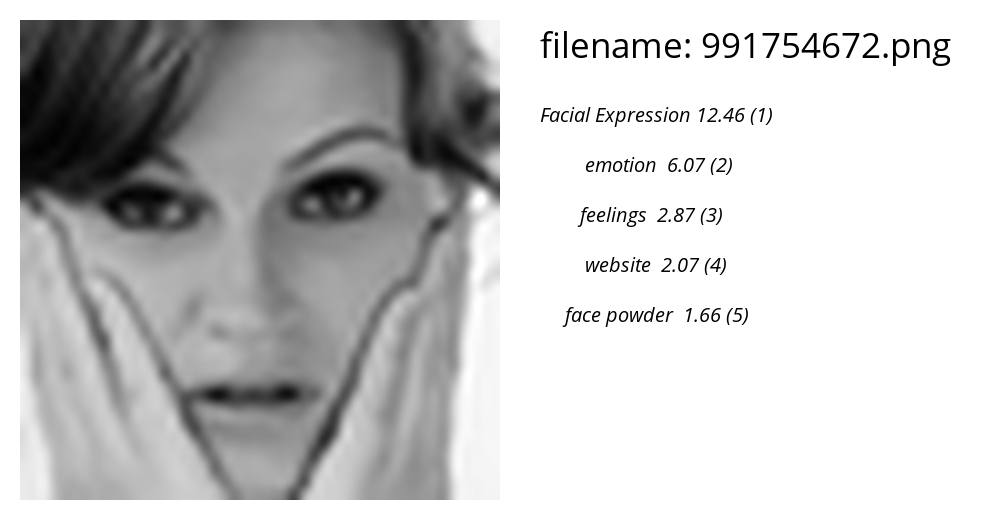 filename: 991754672.png
Facial Expression 12.46 (1)
emotion 6.07 (2)
feelings 2.87 (3)
website 2.07 (4)
face powder 1.66 (5)